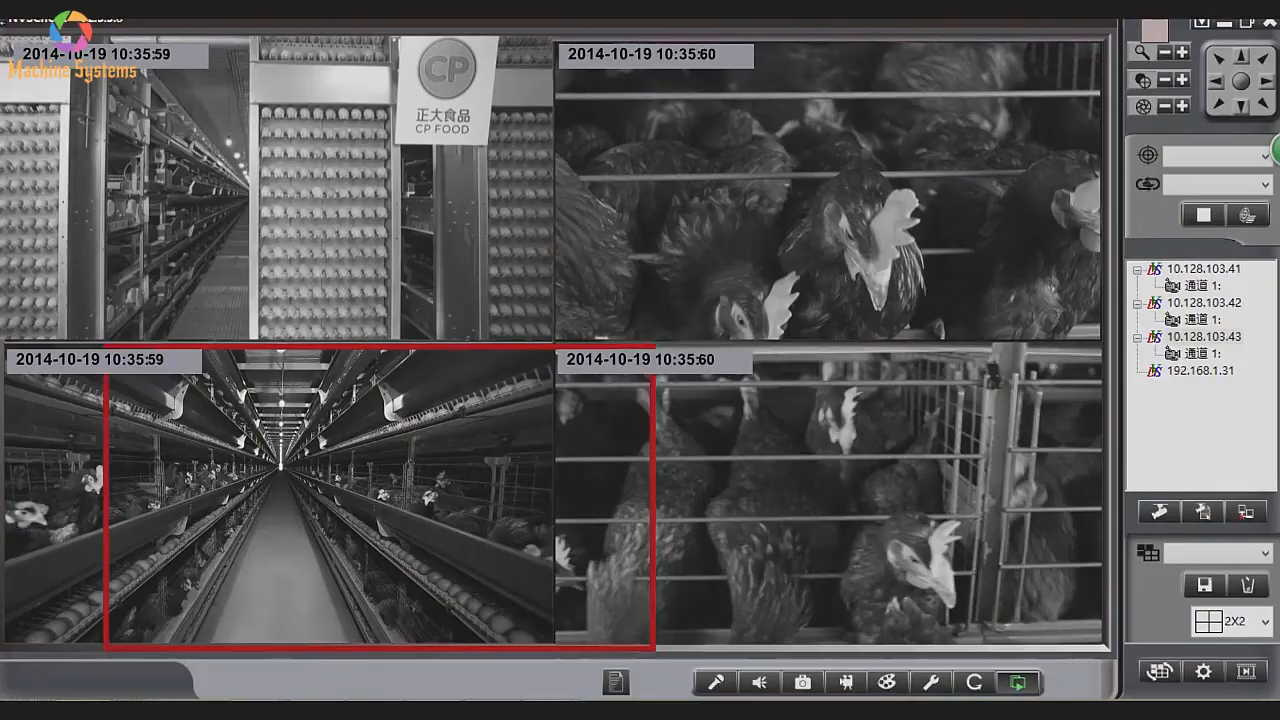 2014-10-19 10:35:59
Machine Systems
CP
正大食品
CP FOOD
2014-10-19 10:35:60
2014-10-19 10:35:59
2014-10-19 10:35:60
10.128.103.41
通道 1:
10.128.103.42
通道 1:
10.128.103.43
通道 1:
192.168.1.31
2X2